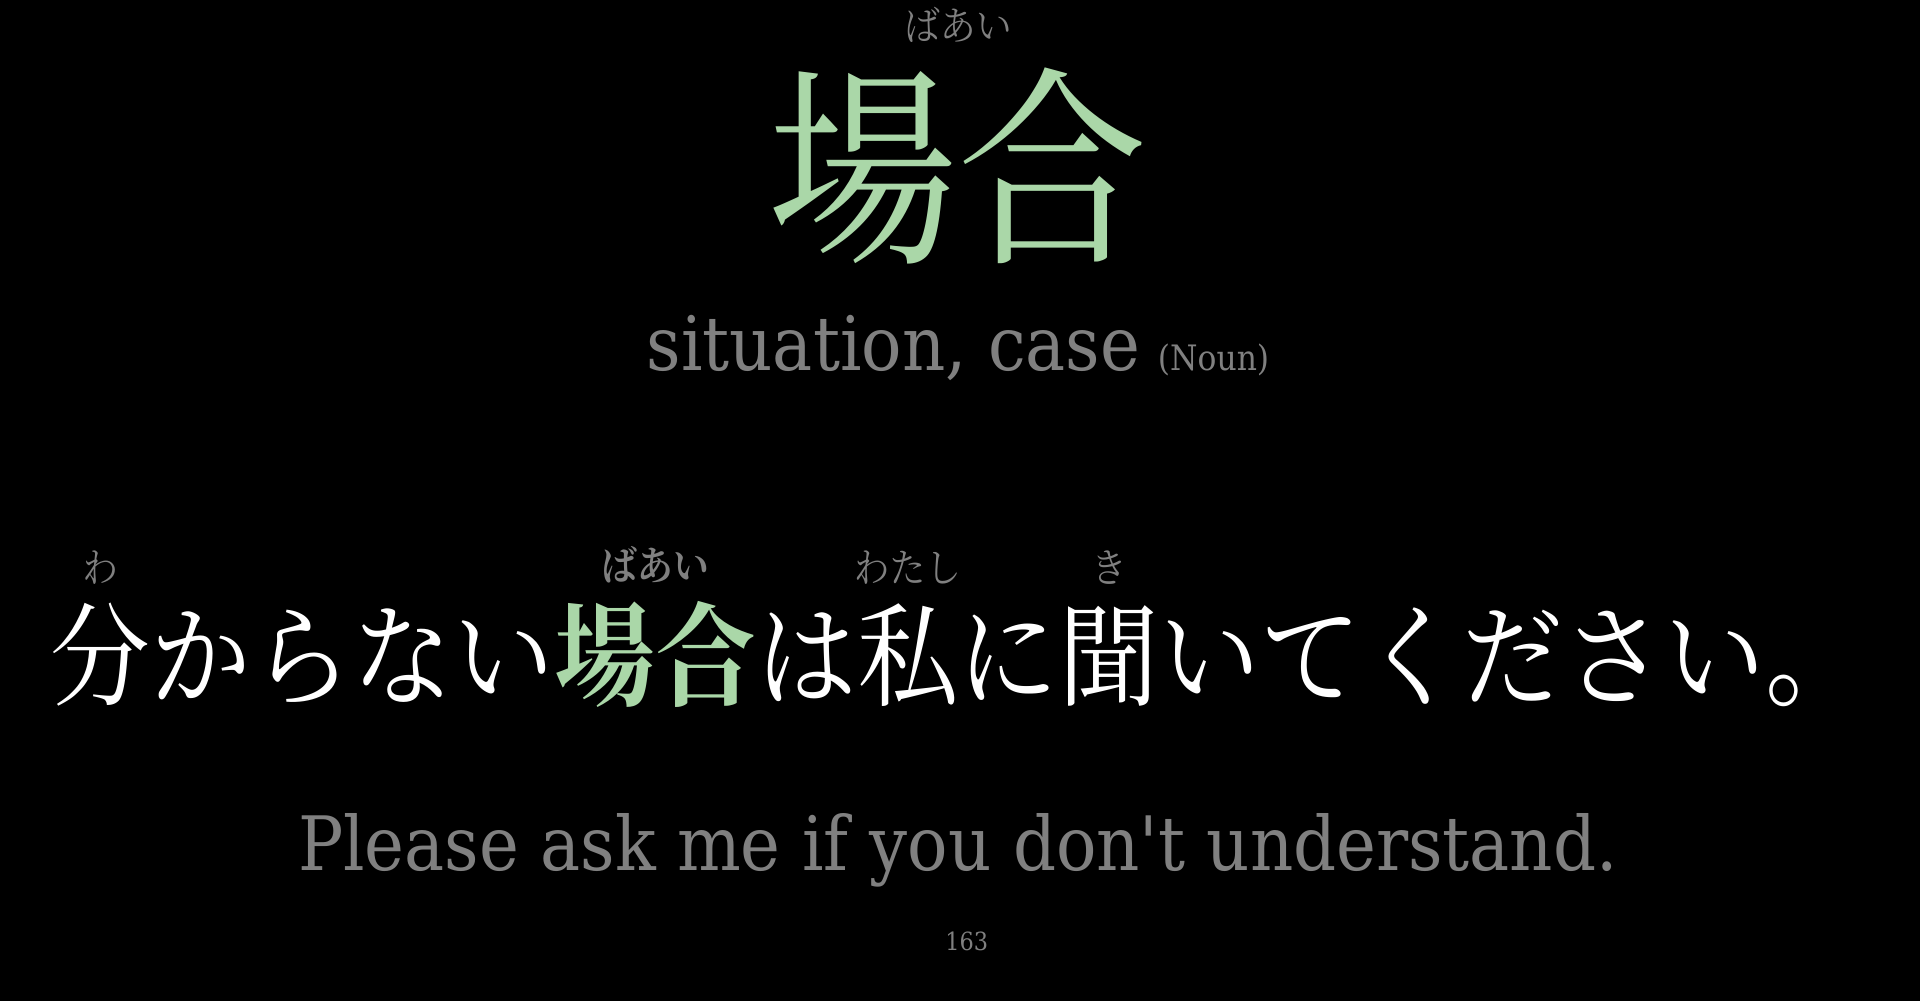 ばあい
場合
situation, case (Noun)
わ ばあい わたし き
分からない場合は私に聞いてください。
Please ask me if you don't understand.
163